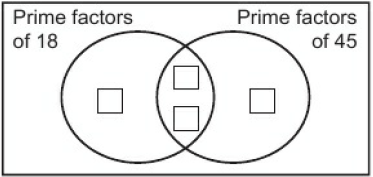 Prime factors
of 18
Prime factors
of 45